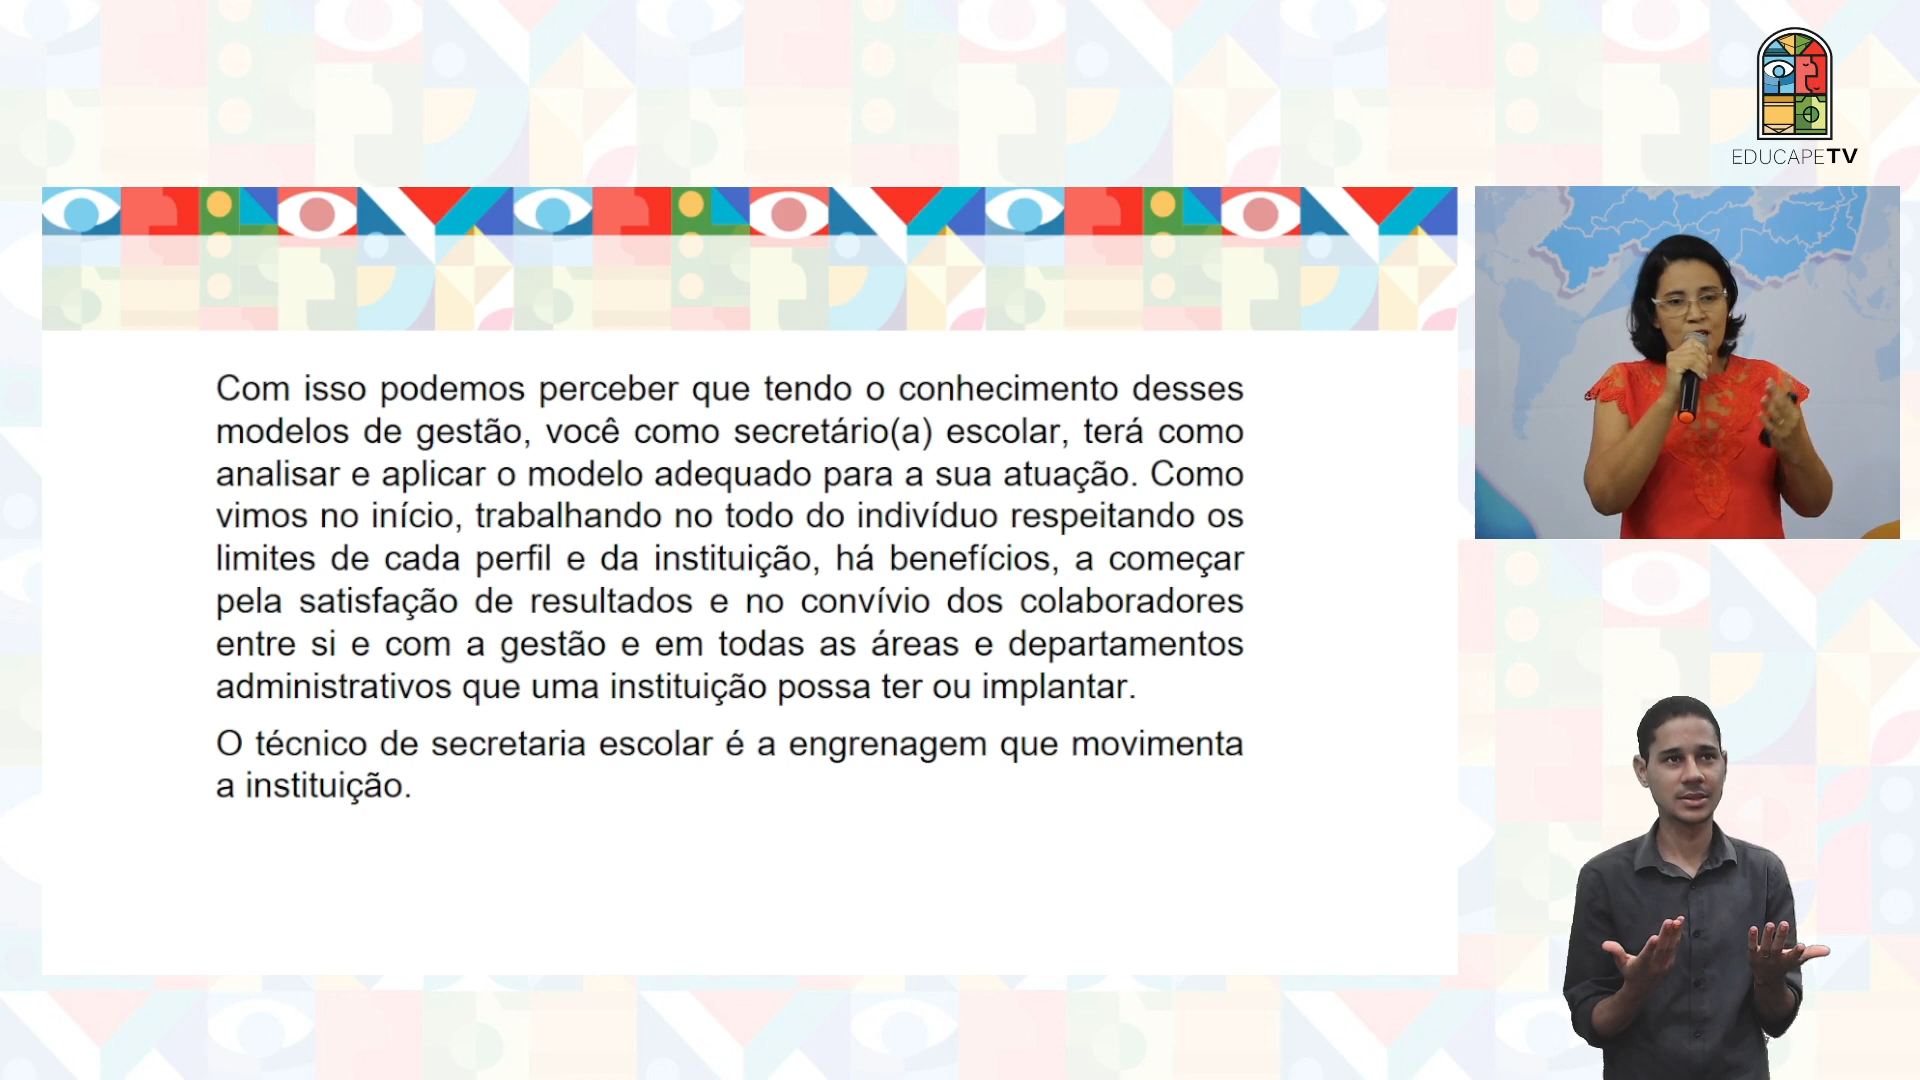 EDUCAPETV
Com isso podemos perceber que tendo o conhecimento desses
modelos de gestão, você como secretário(a) escolar, terá como
analisar e aplicar o modelo adequado para a sua atuação. Como
vimos no início, trabalhando no todo do indivíduo respeitando os
limites de cada perfil e da instituição, há benefícios, a começar
pela satisfação de resultados e no convívio dos colaboradores
entre si e com a gestão e em todas as áreas e departamentos
administrativos que uma instituição possa ter ou implantar.
O técnico de secretaria escolar é a engrenagem que movimenta
a instituição.